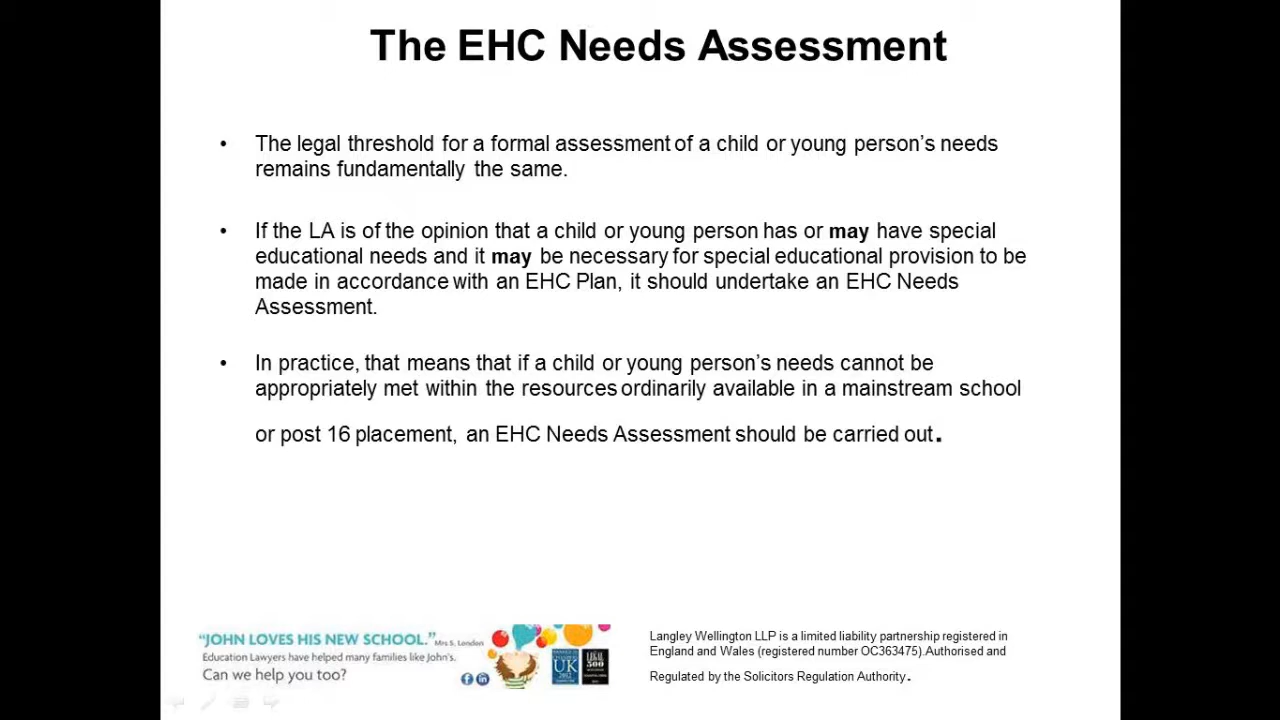 The EHC Needs Assessment
• The legal threshold for a formal assessment of a child or young person's needs
remains fundamentally the same.
• If the LA is of the opinion that a child or young person has or may have special
educational needs and it may be necessary for special educational provision to be
made in accordance with an EHC Plan, it should undertake an EHC Needs
Assessment.
• In practice, that means that if a child or young person's needs cannot be
appropriately met within the resources ordinarily available in a mainstream school
or post 16 placement, an EHC Needs Assessment should be carried out.
“JOHN LOVES HIS NEW SCHOOL.” Mrs S. London
Education Lawyers have helped many families like John's.
Can we help you too?
UK
500
Langley Wellington LLP is a limited liability partnership registered in
England and Wales (registered number OC363475).Authorised and
Regulated by the Solicitors Regulation Authority.